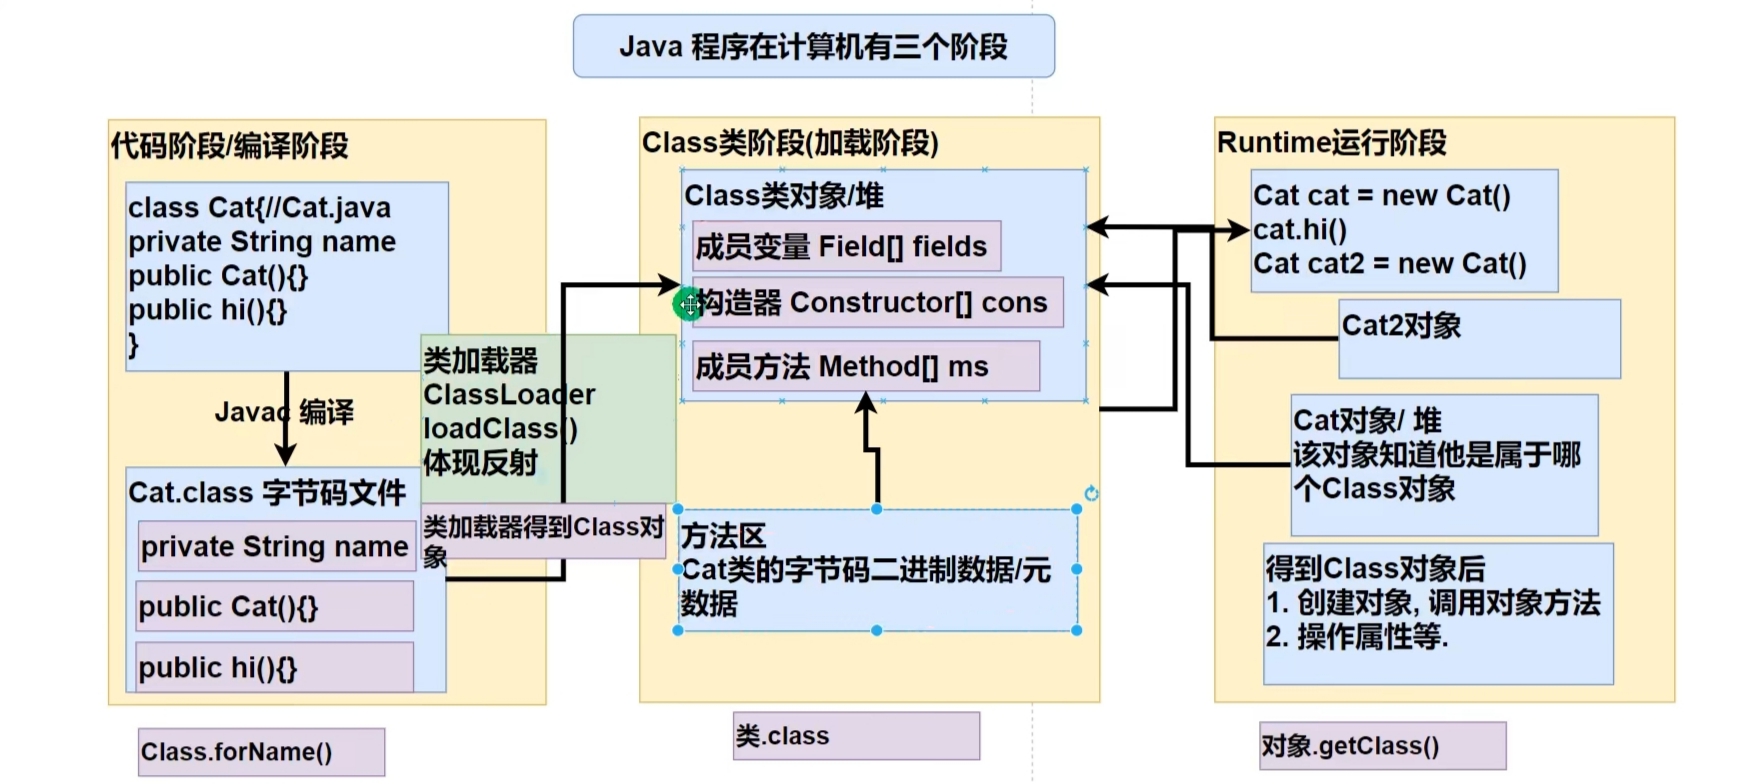 Java 程序在计算机有三个阶段
代码阶段/编译阶段
class Cat{//Cat.java
private String name
public Cat(){}
public hi(){}
}
Javac 编译
Cat.class 字节码文件
private String name
public Cat(){}
public hi(){}
Class.forName()
类加载器
ClassLoader
loadClass()
体现反射
类加载器得到Class对
象
Class类阶段(加载阶段)
Class类对象/堆
成员变量 Field[] fields
构造器 Constructor[] cons
成员方法 Method[] ms
方法区
Cat类的字节码二进制数据/元
数据
类.class
Runtime运行阶段
Cat cat = new Cat()
cat.hi()
Cat cat2 = new Cat()
Cat2对象
Cat对象/ 堆
该对象知道他是属于哪
个Class对象
得到Class对象后
1. 创建对象, 调用对象方法
2. 操作属性等.
对象.getClass()